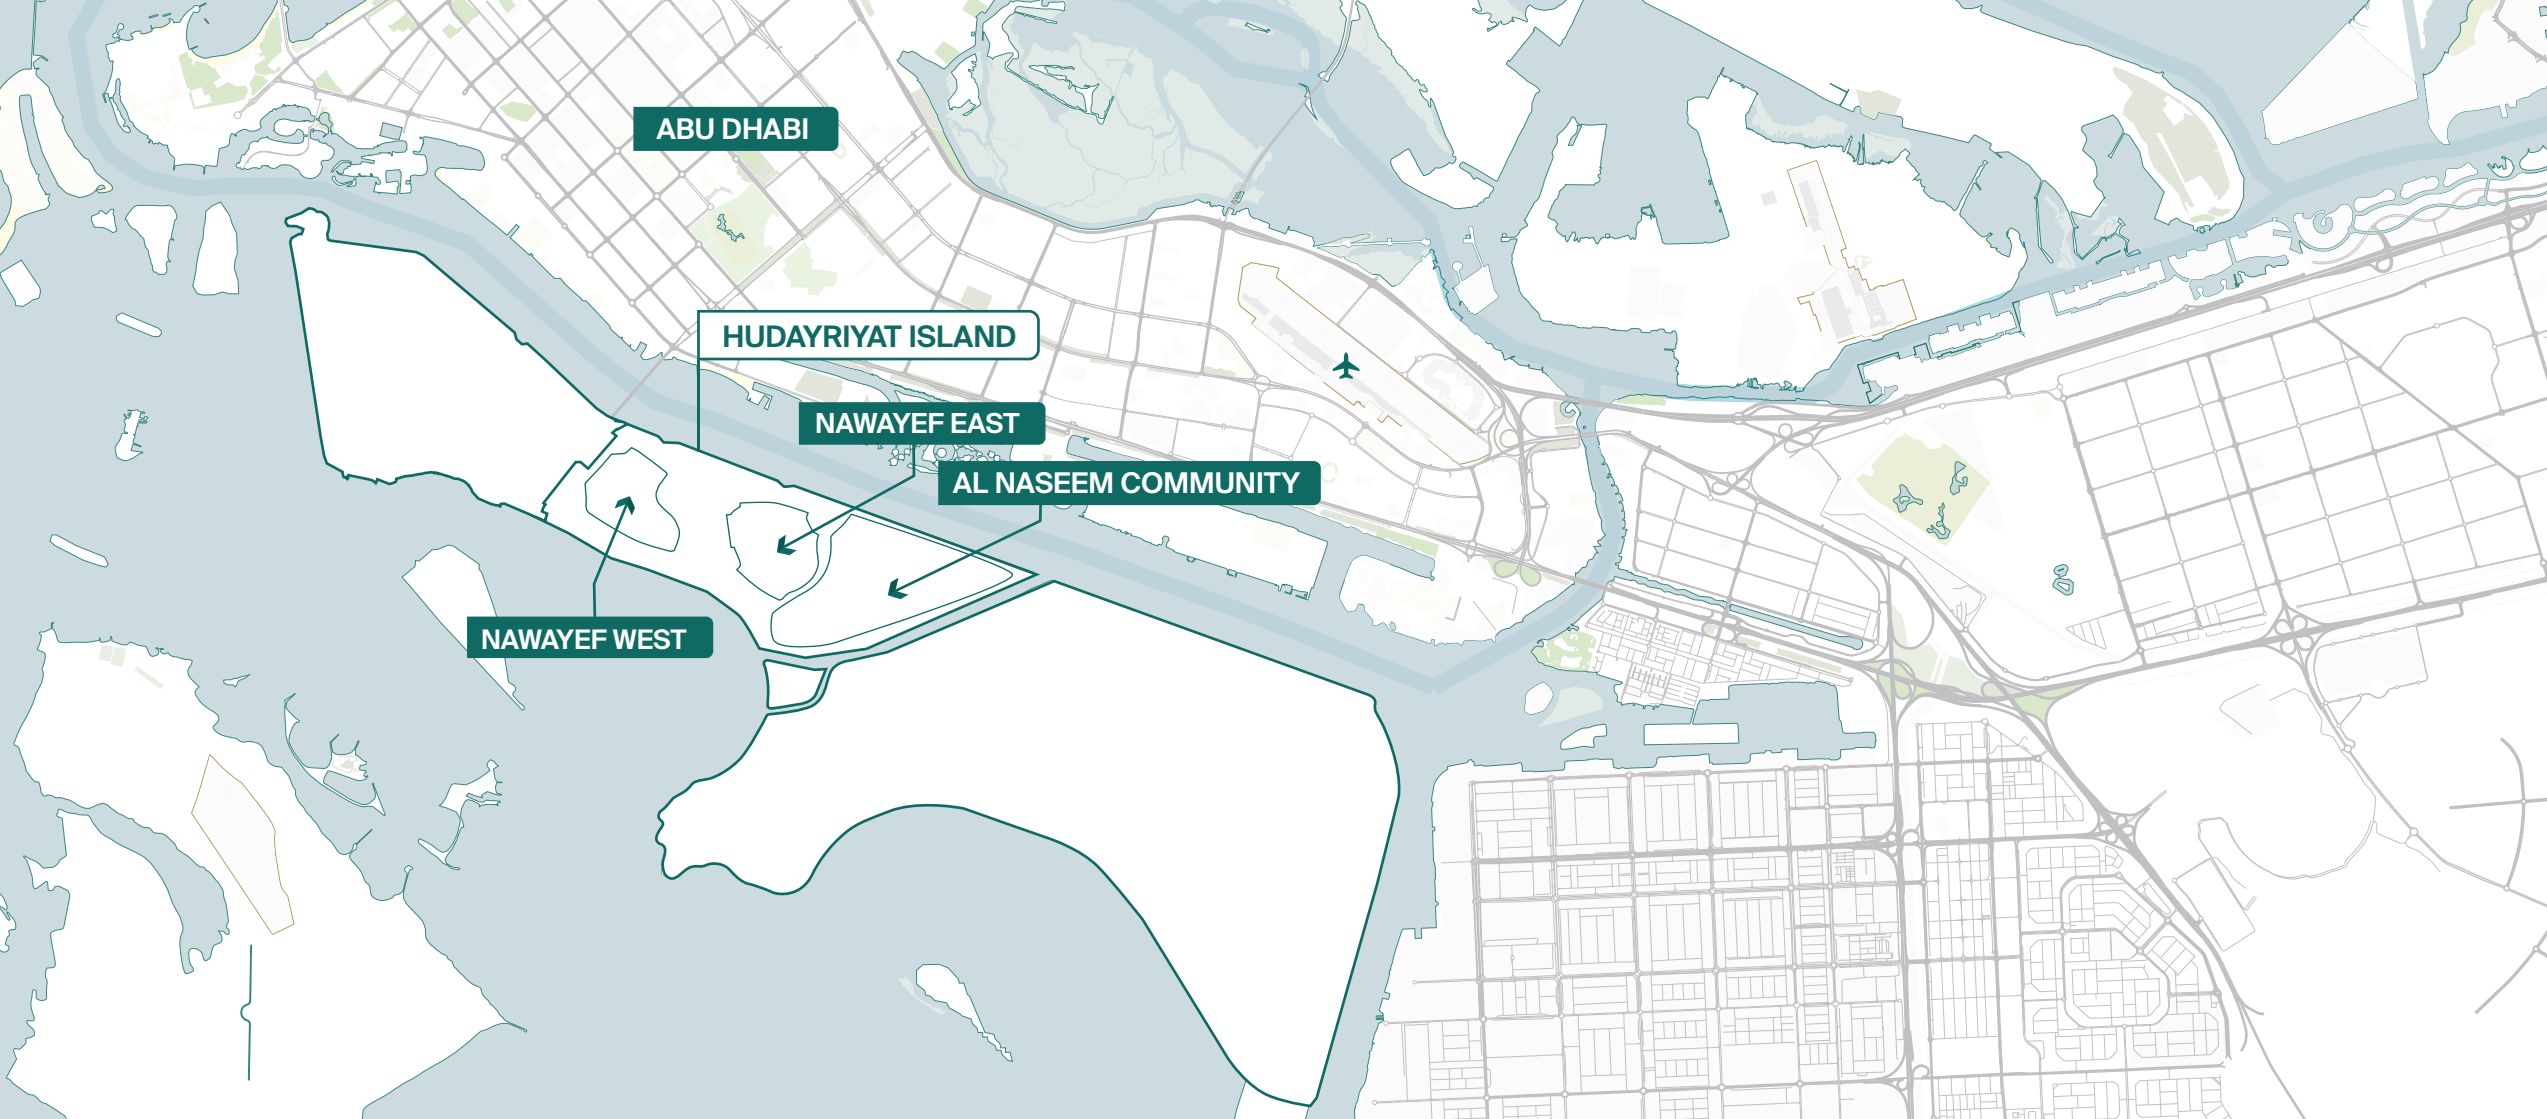 ABU DHABI
HUDAYRIYAT ISLAND
NAWAYEF EAST
AL NASEEM COMMUNITY
NAWAYEF WEST